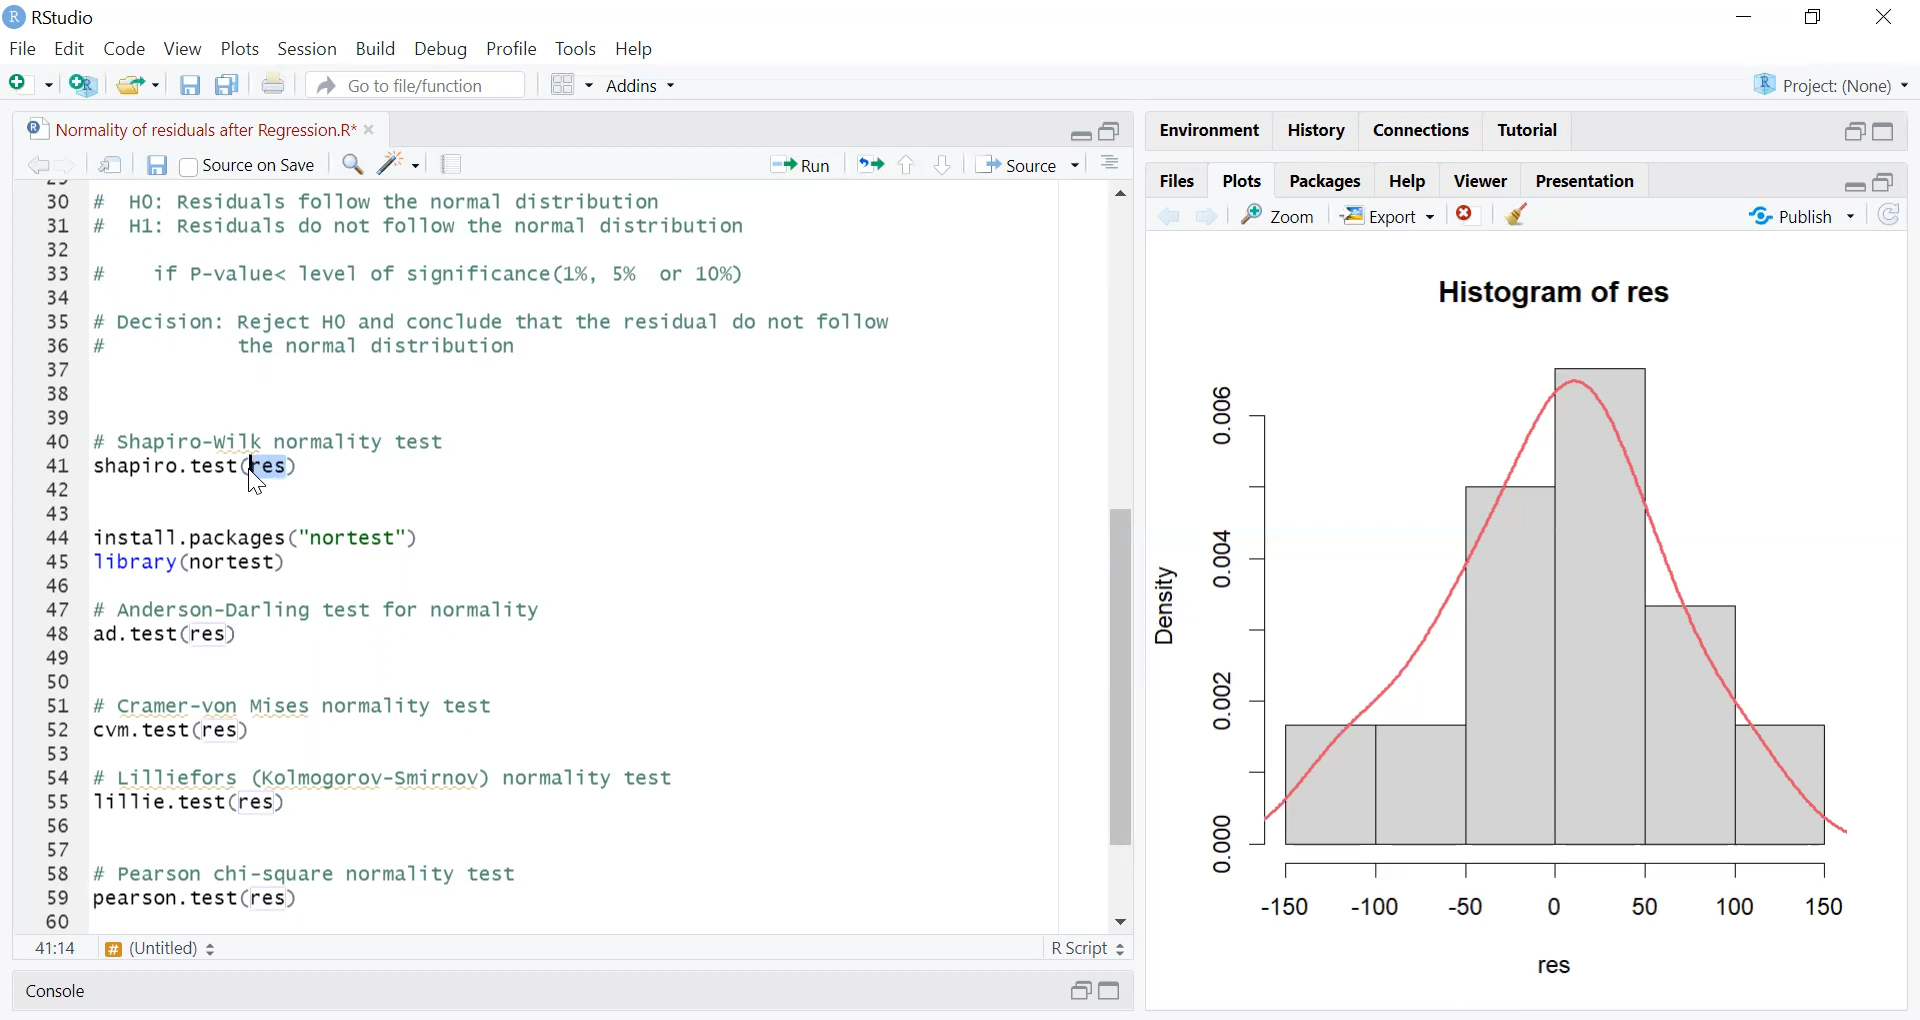 RStudio
File Edit Code View Plots Session Build Debug Profile Tools Help
Go to file/function Addins Project: (None)
Normality of residuals after Regression.R*
Source on Save Run Source
30 # H0: Residuals follow the normal distribution
31 # H1: Residuals do not follow the normal distribution
32
33 # if P-value< level of significance(1%, 5% or 10%)
34
35 # Decision: Reject H0 and conclude that the residual do not follow
36 # the normal distribution
37
38
39
40 # Shapiro-Wilk normality test
41 shapiro.test(res)
42
43
44 install.packages("nortest")
45 library(nortest)
46
47 # Anderson-Darling test for normality
48 ad.test(res)
49
50
51 # Cramer-von Mises normality test
52 cvm.test(res)
53
54 # Lilliefors (Kolmogorov-Smirnov) normality test
55 lillie.test(res)
56
57
58 # Pearson chi-square normality test
59 pearson.test(res)
60
41:14 # (Untitled) R Script
Console
Environment History Connections Tutorial
Files Plots Packages Help Viewer Presentation
Zoom Export Publish
Histogram of res
Density
0.006
0.004
0.002
0.000
-150 -100 -50 0 50 100 150
res